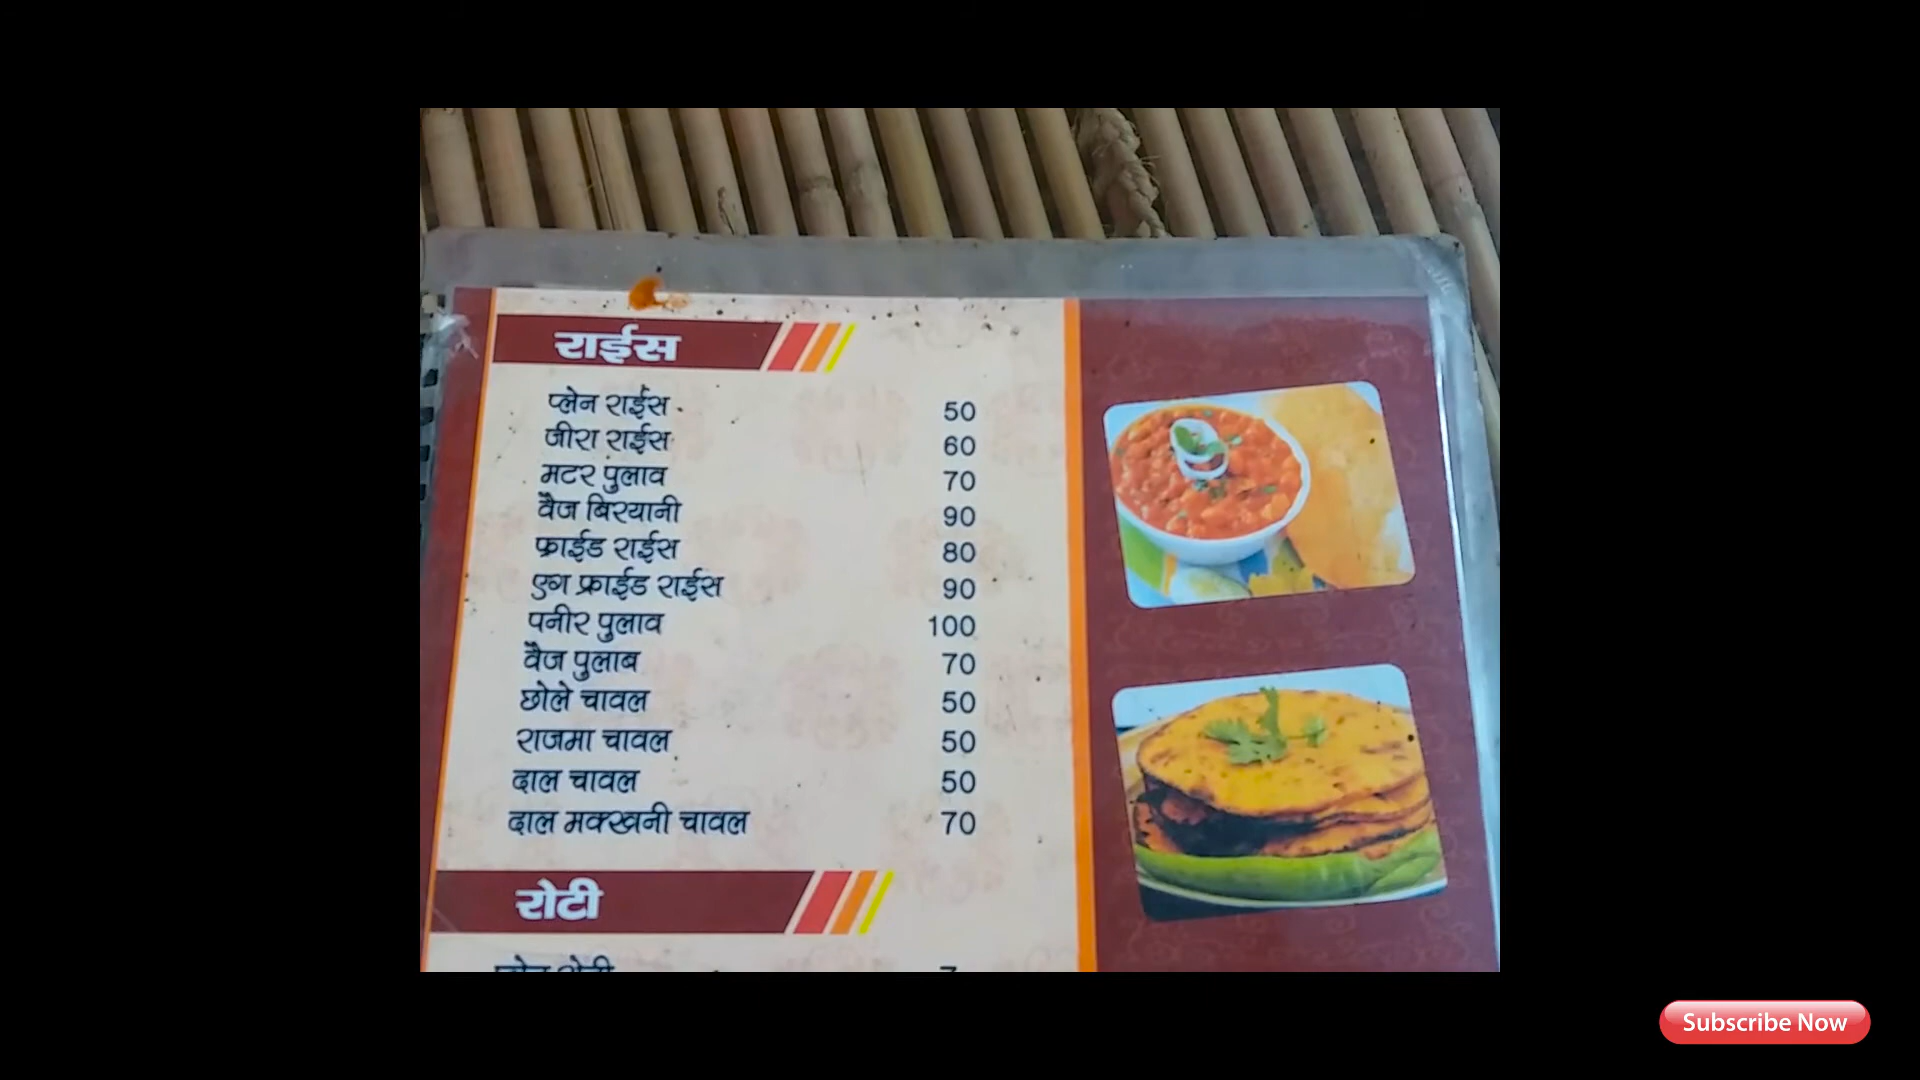 राईस
प्लेन राईस 50
जीरा राईस 60
मटर पुलाव 70
वैज बिरयानी 90
फ्राईड राईस 80
एग फ्राईड राईस 90
पनीर पुलाव 100
वैज पुलाब 70
छोले चावल 50
राजमा चावल 50
दाल चावल 50
दाल मक्खनी चावल 70
रोटी
Subscribe Now